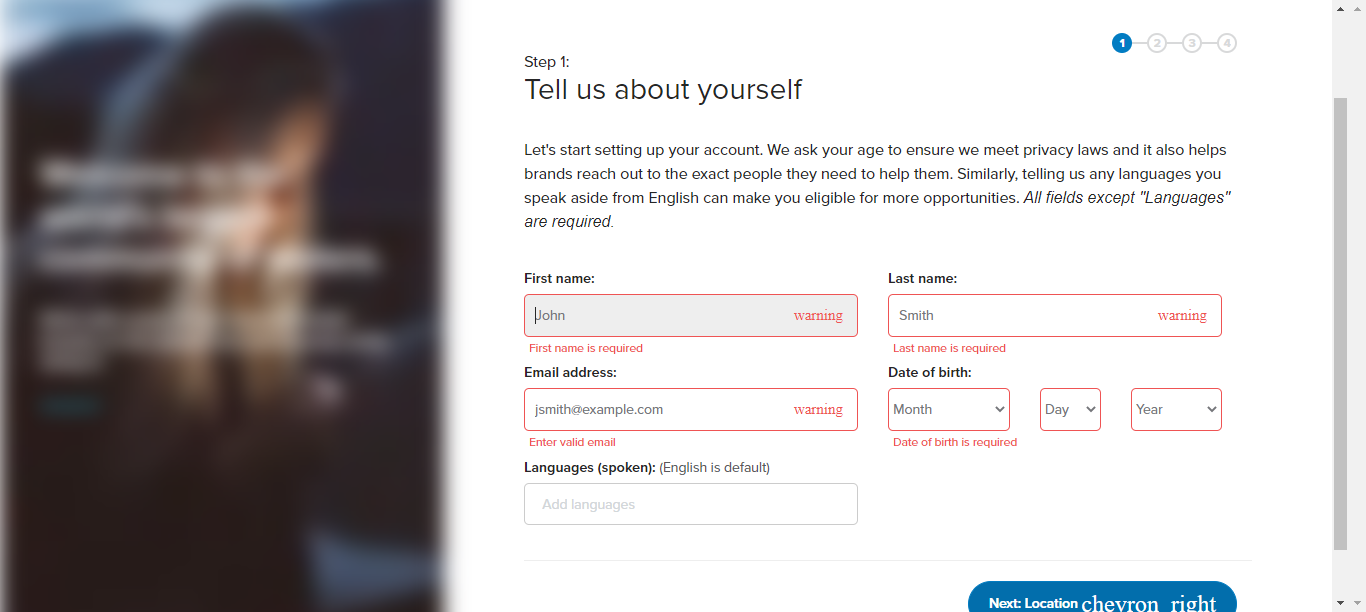 1 2 3 4
Step 1:
Tell us about yourself
Let's start setting up your account. We ask your age to ensure we meet privacy laws and it also helps
brands reach out to the exact people they need to help them. Similarly, telling us any languages you
speak aside from English can make you eligible for more opportunities. All fields except "Languages"
are required.
First name: Last name:
John warning Smith warning
First name is required Last name is required
Email address: Date of birth:
jsmith@example.com warning Month Day Year
Enter valid email Date of birth is required
Languages (spoken): (English is default)
Add languages
Next: Location chevron_right